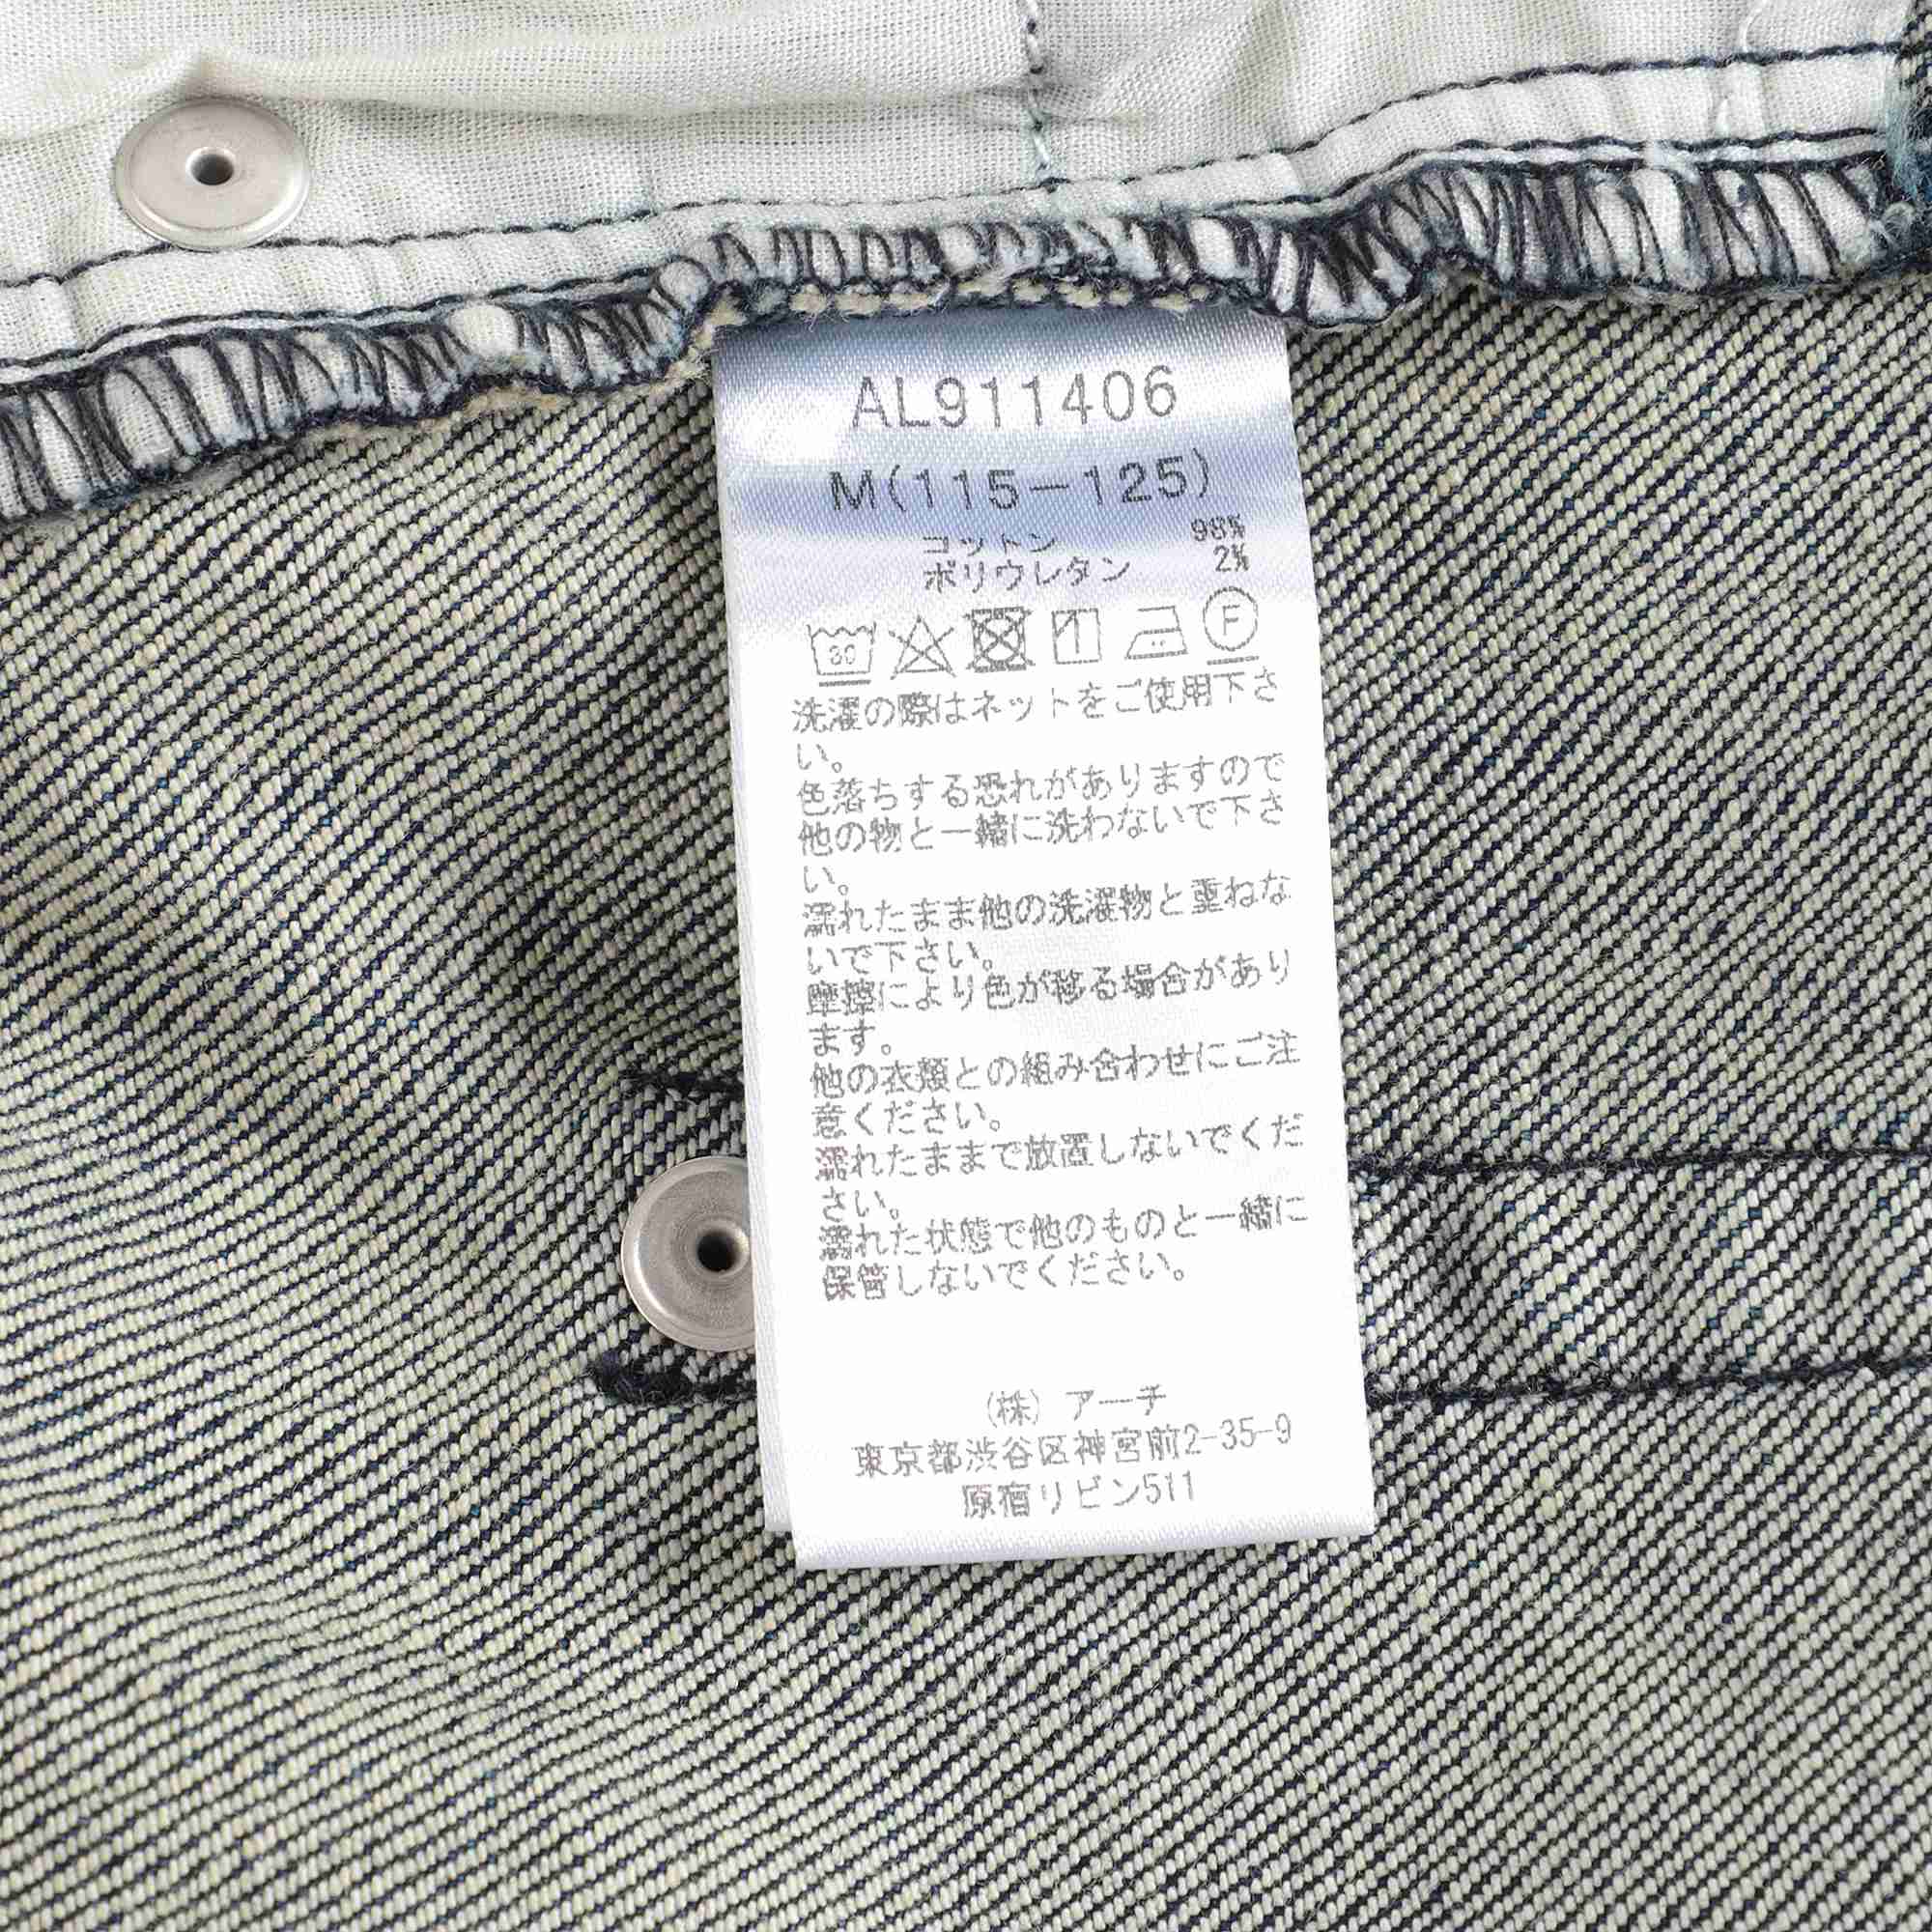 AL911406
M(115-125)
コットン 98%
ポリウレタン 2%
30
F
洗濯の際はネットをご使用下さ
い。
色落ちする恐れがありますので
他の物と一緒に洗わないで下さ
い。
濡れたまま他の洗濯物と重ねな
いで下さい。
摩擦により色が移る場合があり
ます。
他の衣類との組み合わせにご注
意ください。
濡れたままで放置しないでくだ
さい。
濡れた状態で他のものと一緒に
保管しないでください。
(株) アーチ
東京都渋谷区神宮前2-35-9
原宿リビン511